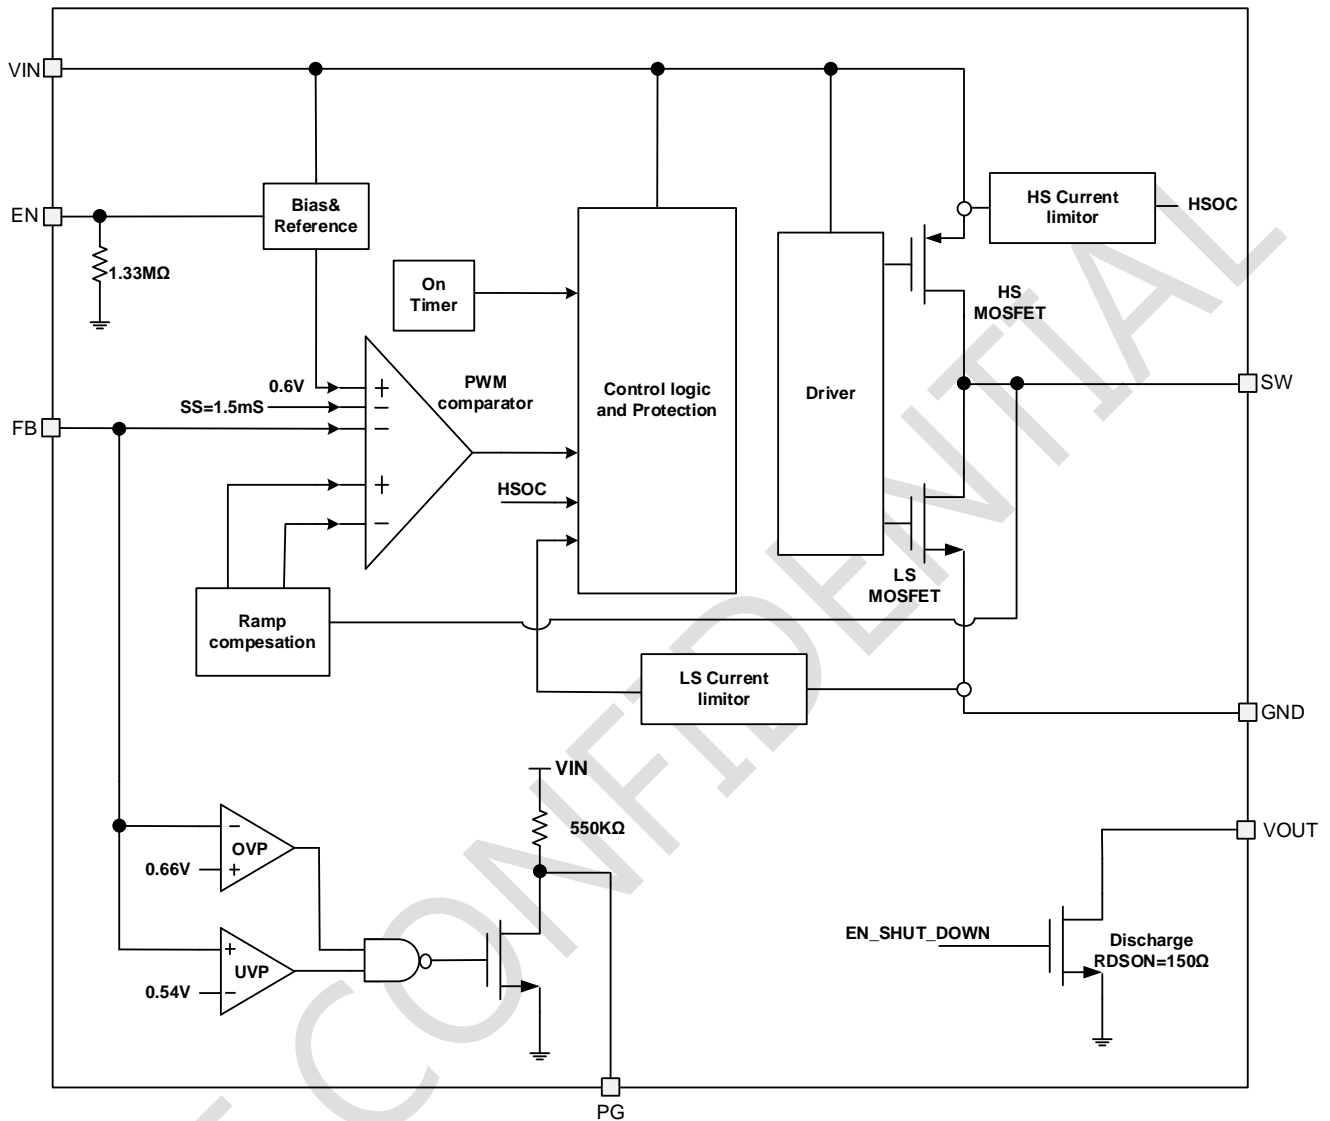 VIN
EN
1.33MΩ
Bias&
Reference
On
Timer
0.6V
SS=1.5mS
FB
+
−
−
+
−
PWM
comparator
HSOC
Control logic
and Protection
Driver
HS Current
limitor
HSOC
HS
MOSFET
SW
LS
MOSFET
Ramp
compesation
LS Current
limitor
GND
VIN
550KΩ
−
OVP
0.66V
+
+
UVP
0.54V
−
VOUT
EN_SHUT_DOWN
Discharge
RDSON=150Ω
PG
CONFIDENTIAL